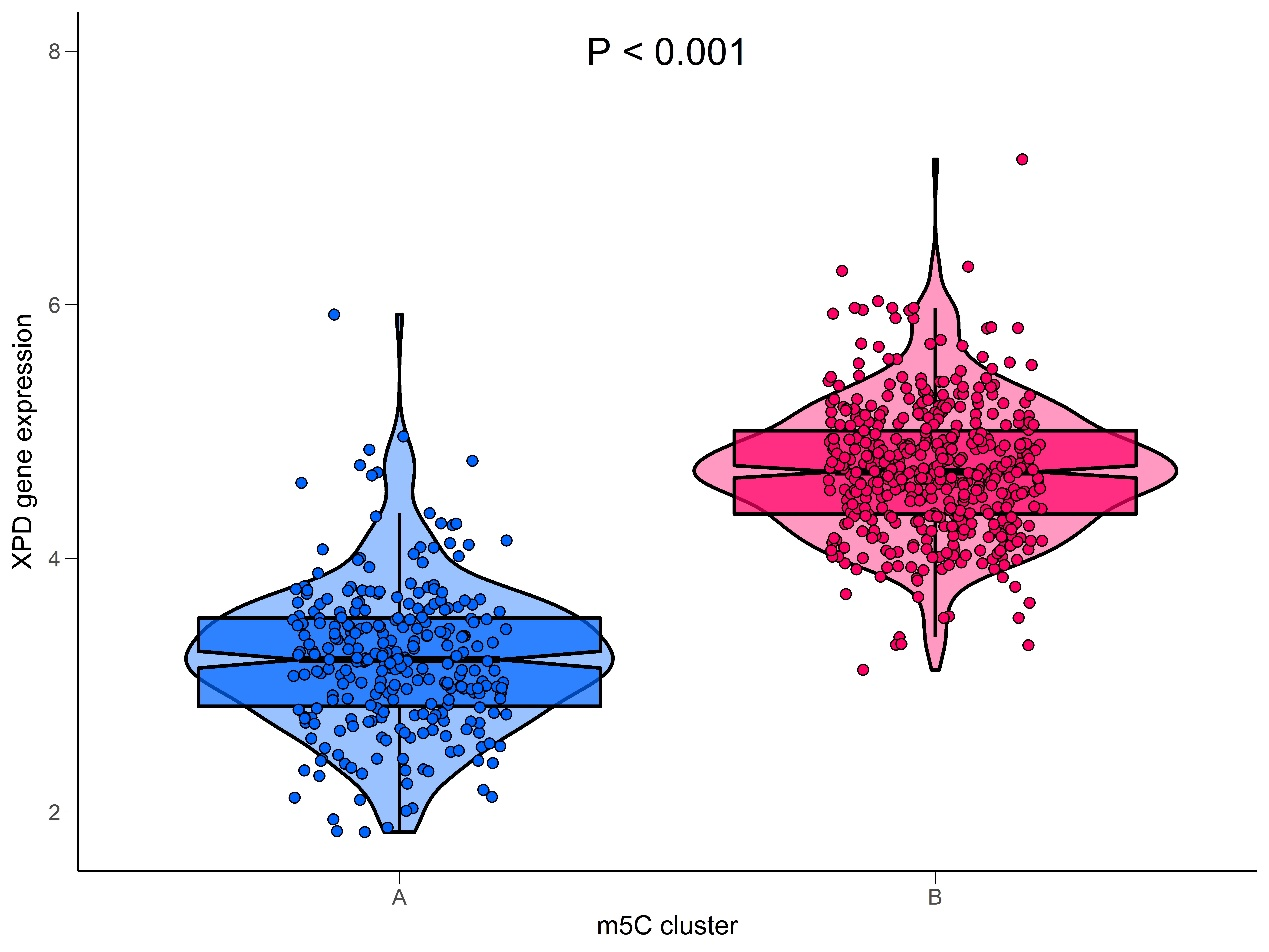 P < 0.001
8
6
4
2
XPD gene expression
A
B
m5C cluster